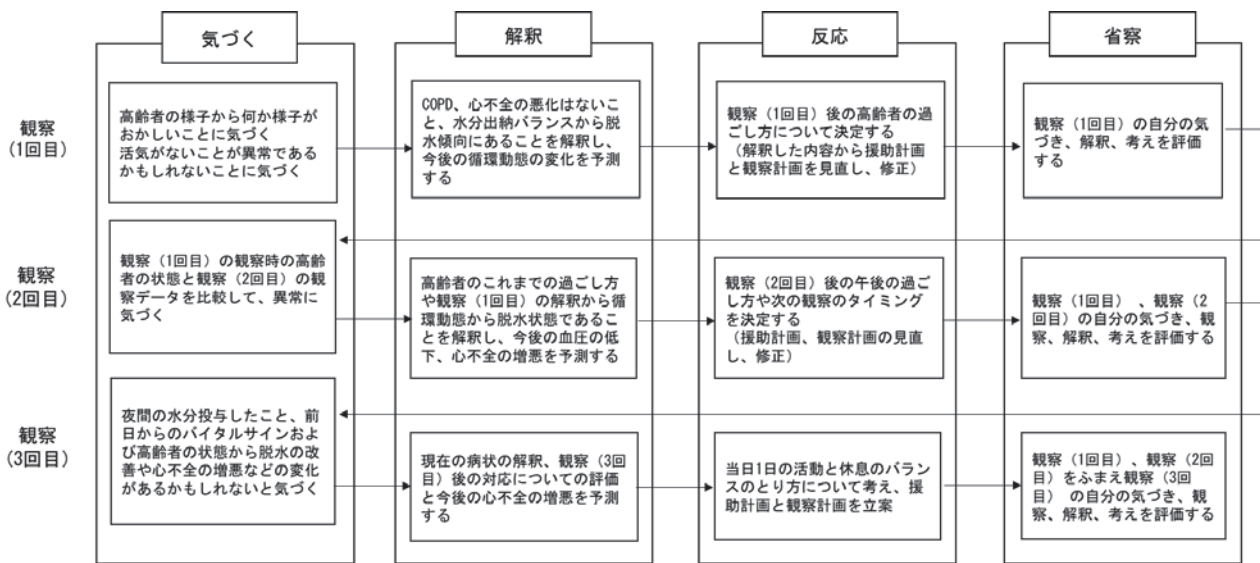 気づく
解釈
反応
省察
観察
(1回目)
高齢者の様子から何か様子が
おかしいことに気づく
活気がないことが異常である
かもしれないことに気づく
COPD、心不全の悪化はないこ
と、水分出納バランスから脱
水傾向にあることを解釈し、
今後の循環動態の変化を予測
する
観察（1回目）後の高齢者の過
ごし方について決定する
（解釈した内容から援助計画
と観察計画を見直し、修正）
観察（1回目）の自分の気
づき、解釈、考えを評価
する
観察
(2回目)
観察（1回目）の観察時の高齢
者の状態と観察（2回目）の観
察データを比較して、異常に
気づく
高齢者のこれまでの過ごし方
や観察（1回目）の解釈から循
環動態から脱水状態であるこ
とを解釈し、今後の血圧の低
下、心不全の増悪を予測する
観察（2回目）後の午後の過ご
し方や次の観察のタイミング
を決定する
（援助計画、観察計画の見直
し、修正）
観察（1回目）、観察（2
回目）の自分の気づき、観
察、解釈、考えを評価する
観察
(3回目)
夜間の水分投与したこと、前
日からのバイタルサインおよ
び高齢者の状態から脱水の改
善や心不全の増悪などの変化
があるかもしれないと気づく
現在の病状の解釈、観察（3回
目）後の対応についての評価
と今後の心不全の増悪を予測
する
当日1日の活動と休息のバラン
スのとり方について考え、援
助計画と観察計画を立案
観察（1回目）、観察（2回
目）をふまえ観察（3回
目） の自分の気づき、観
察、解釈、考えを評価する